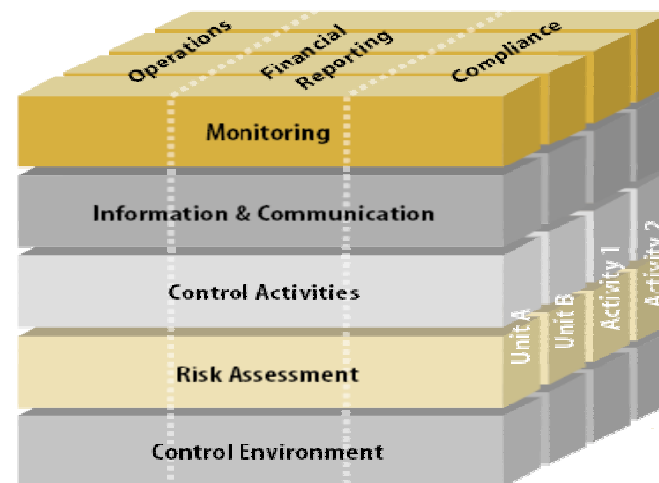 Operations
Financial
Reporting
Compliance
Monitoring
Information & Communication
Control Activities
Risk Assessment
Control Environment
Unit A
Unit B
Activity 1
Activity 2